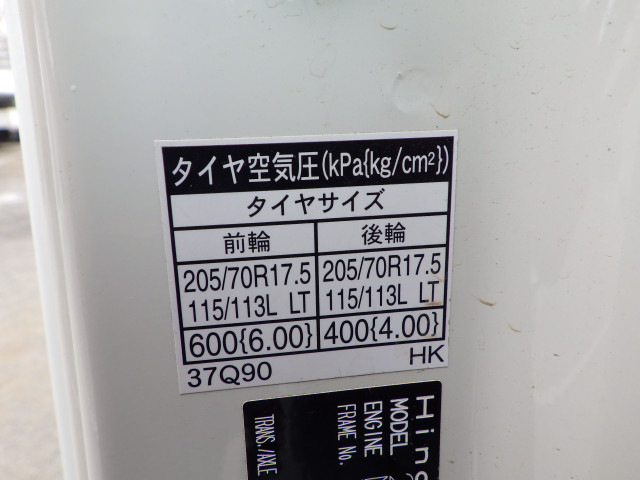 タイヤ空気圧(kPa{kg/cm²})
タイヤサイズ
前輪 後輪
205/70R17.5 205/70R17.5
115/113L LT 115/113L LT
600{6.00} 400{4.00}
37Q90 HK
MODEL
ENGINE
FRAME No.
TRANS./AXLE